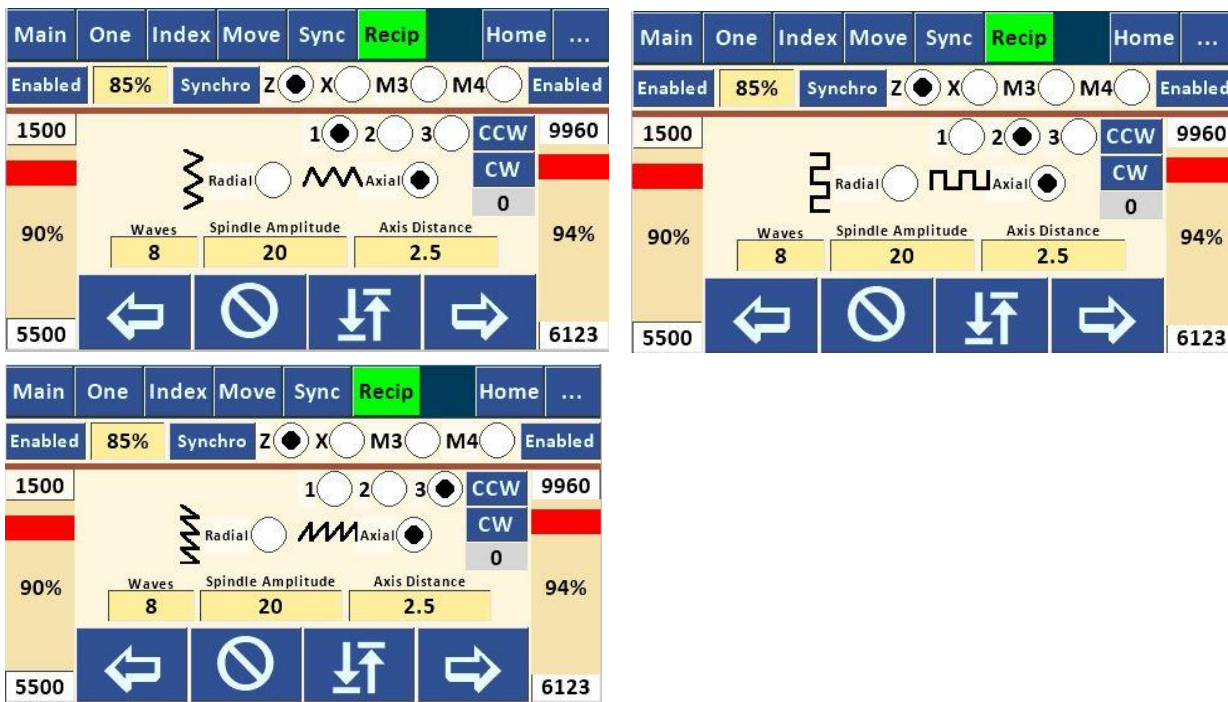 Main One Index Move Sync Recip Home ...
Enabled 85% Synchro Z X M3 M4 Enabled
1500 1 2 3 CCW 9960
Radial Axial CW
0
Waves Spindle Amplitude Axis Distance
90% 8 20 2.5 94%
5500 6123
Main One Index Move Sync Recip Home ...
Enabled 85% Synchro Z X M3 M4 Enabled
1500 1 2 3 CCW 9960
Radial Axial CW
0
Waves Spindle Amplitude Axis Distance
90% 8 20 2.5 94%
5500 6123
Main One Index Move Sync Recip Home ...
Enabled 85% Synchro Z X M3 M4 Enabled
1500 1 2 3 CCW 9960
Radial Axial CW
0
Waves Spindle Amplitude Axis Distance
90% 8 20 2.5 94%
5500 6123